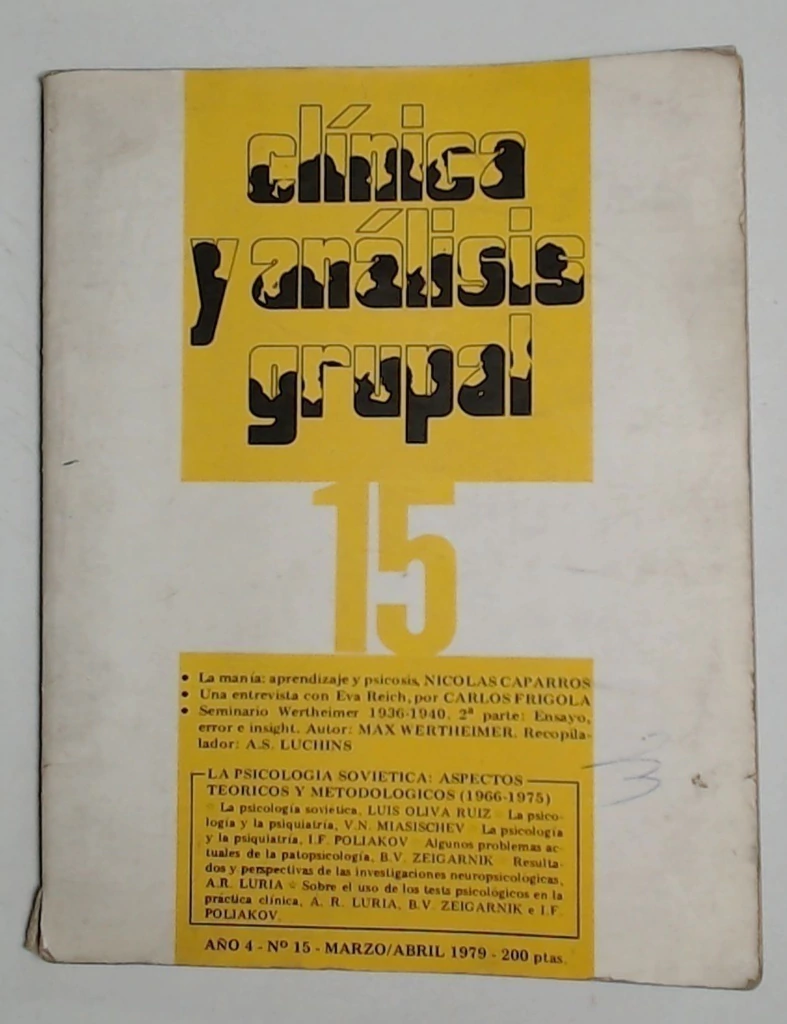 clínica
y análisis
grupal
15
• La manía: aprendizaje y psicosis, NICOLAS CAPARROS
• Una entrevista con Eva Reich, por CARLOS FRIGOLA
• Seminario Wertheimer 1936-1940. 2ª parte: Ensayo,
error e insight. Autor: MAX WERTHEIMER. Recopila-
lador: A.S. LUCHINS
LA PSICOLOGIA SOVIETICA: ASPECTOS
TEORICOS Y METODOLOGICOS (1966-1975)
La psicología soviética, LUIS OLIVA RUIZ La psico-
logía y la psiquiatría, V.N. MIASISCHEV La psicología
y la psiquiatría, I.F. POLJAKOV Algunos problemas ac-
tuales de la patopsicología, B.V. ZEIGARNIK Resulta-
dos y perspectivas de las investigaciones neuropsicológicas,
A.R. LURIA Sobre el uso de los tests psicológicos en la
práctica clínica, A. R. LURIA, B.V. ZEIGARNIK e I.F.
POLJAKOV.
AÑO 4 - Nº 15 - MARZO/ABRIL 1979 - 200 ptas.